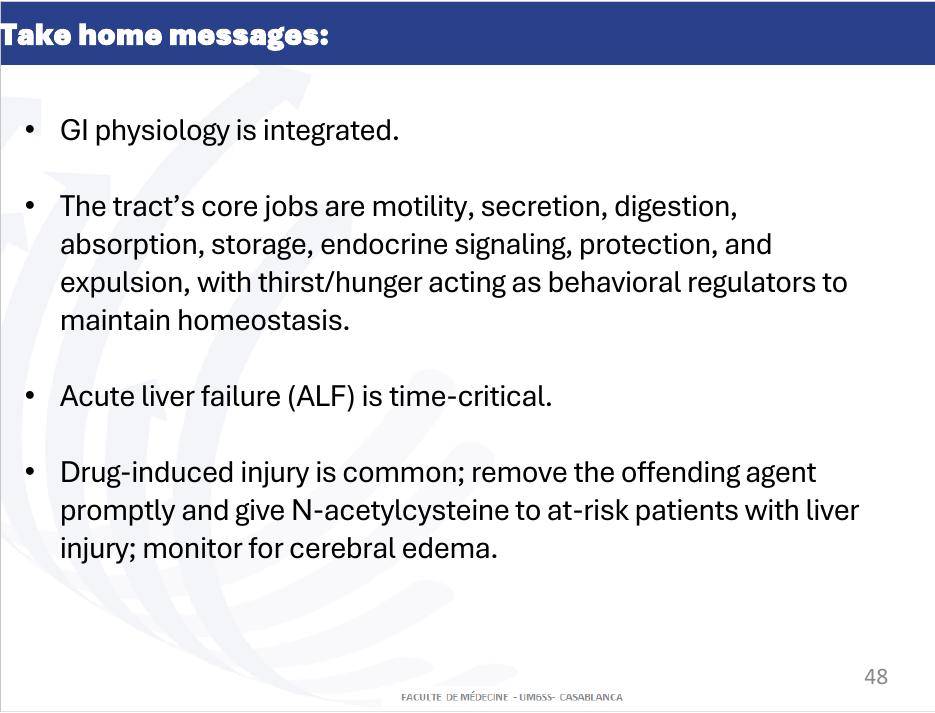 Take home messages:
• GI physiology is integrated.
• The tract’s core jobs are motility, secretion, digestion,
absorption, storage, endocrine signaling, protection, and
expulsion, with thirst/hunger acting as behavioral regulators to
maintain homeostasis.
• Acute liver failure (ALF) is time-critical.
• Drug-induced injury is common; remove the offending agent
promptly and give N-acetylcysteine to at-risk patients with liver
injury; monitor for cerebral edema.
48
FACULTE DE MÉDECINE - UM6SS- CASABLANCA